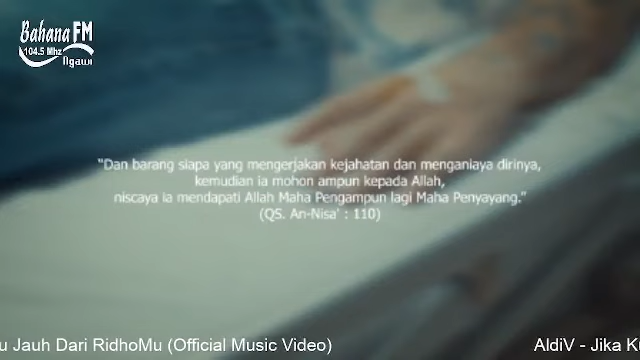 Bahana FM
104.5 Mhz
Ngawi
"Dan barang siapa yang mengerjakan kejahatan dan menganiaya dirinya,
kemudian ia mohon ampun kepada Allah,
niscaya ia mendapati Allah Maha Pengampun lagi Maha Penyayang."
(QS. An-Nisa' : 110)
u Jauh Dari RidhoMu (Official Music Video)
AldiV - Jika K